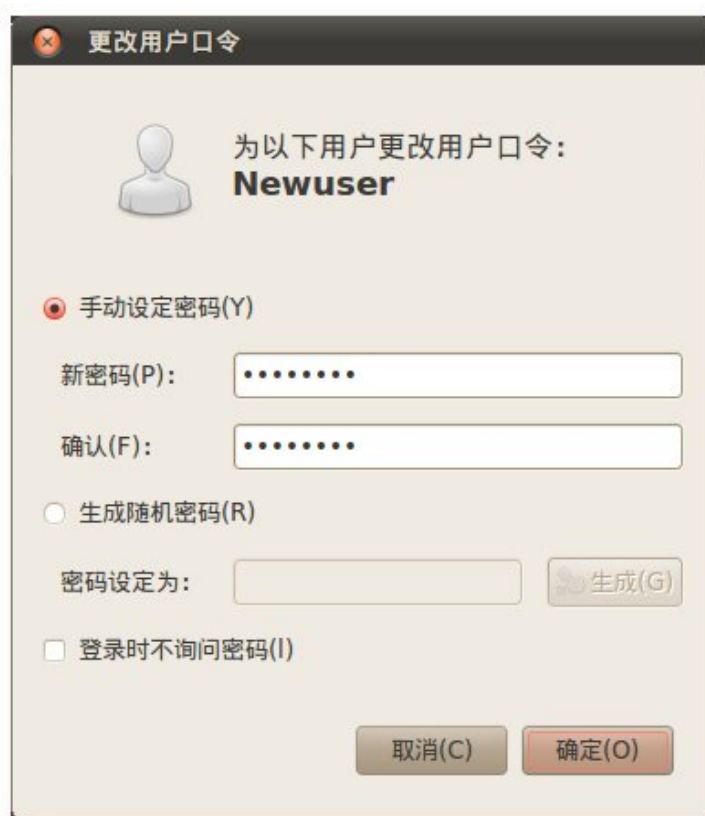 更改用户口令
为以下用户更改用户口令：
Newuser
手动设定密码(Y)
新密码(P)： ••••••••
确认(F)： ••••••••
生成随机密码(R)
密码设定为： 生成(G)
登录时不询问密码(l)
取消(C) 确定(O)